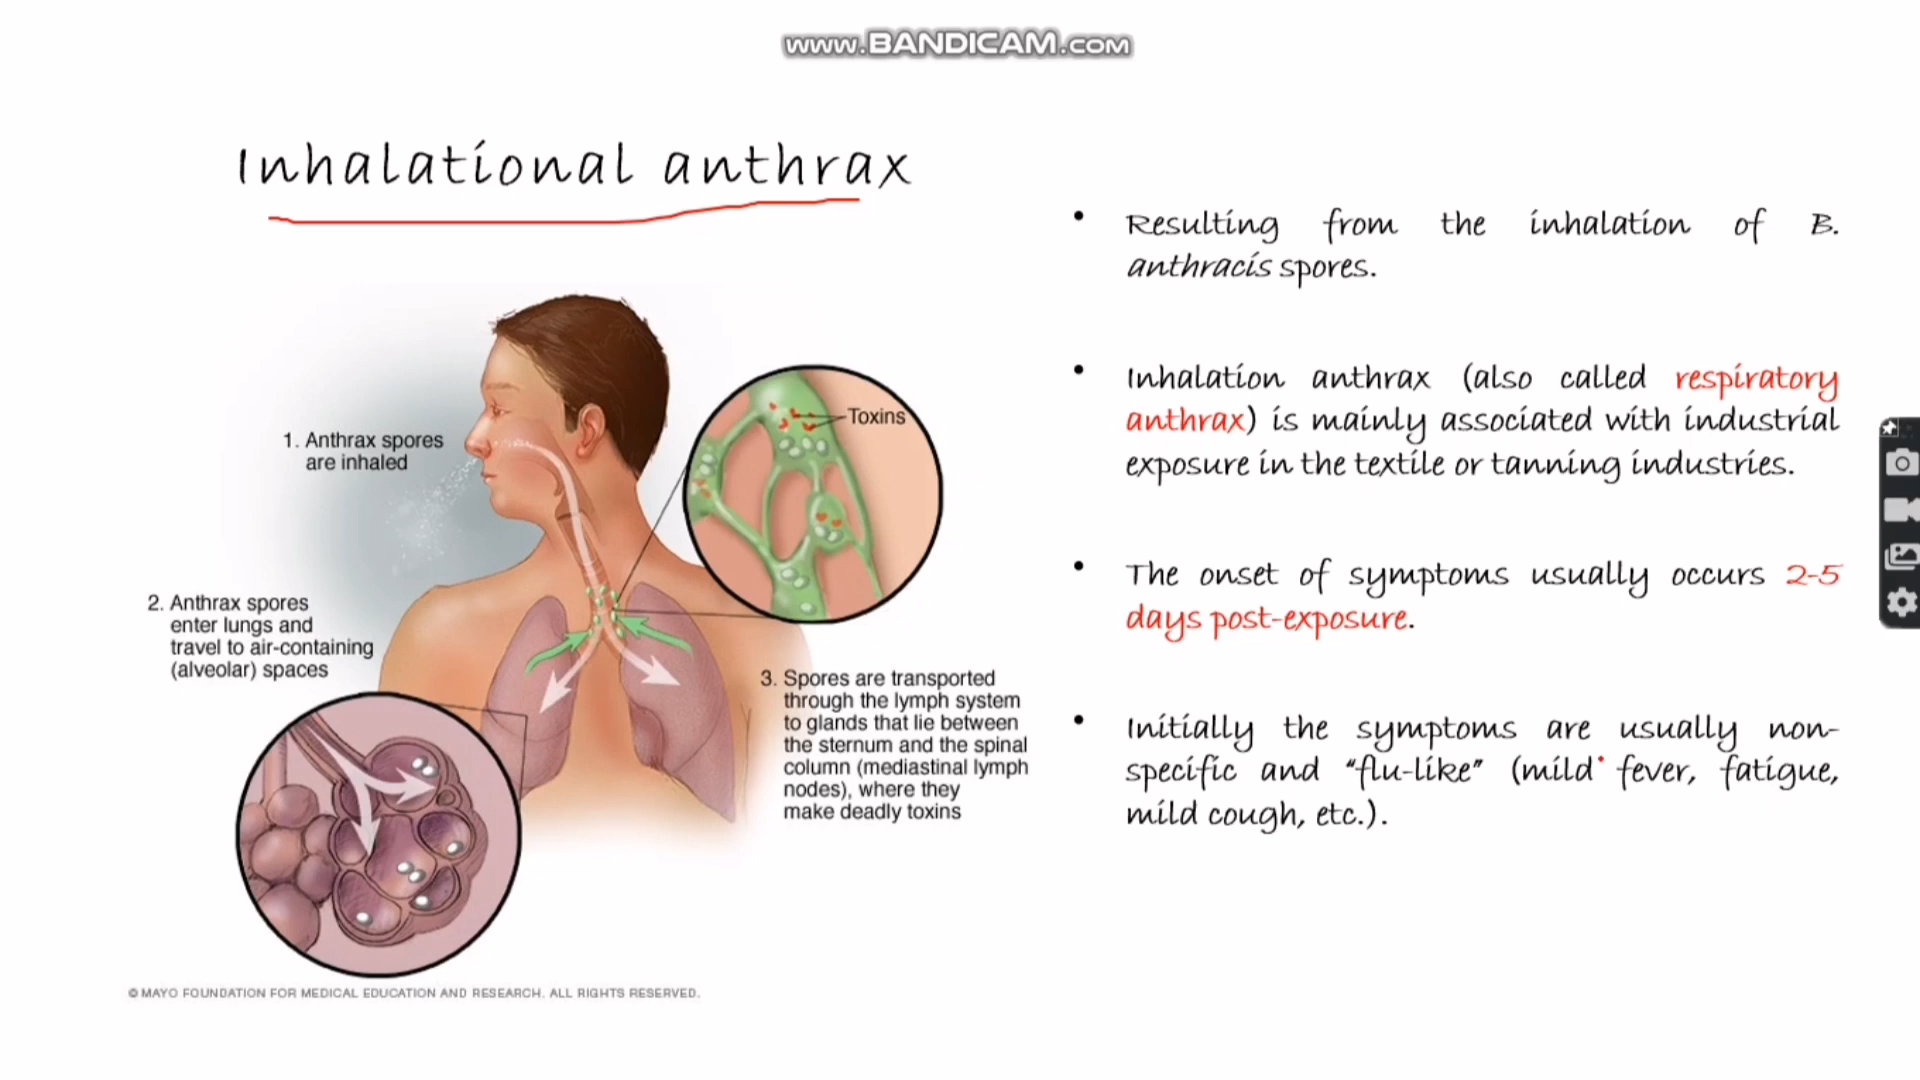 www.BANDICAM.com
Inhalational anthrax
1. Anthrax spores
are inhaled
Toxins
2. Anthrax spores
enter lungs and
travel to air-containing
(alveolar) spaces
3. Spores are transported
through the lymph system
to glands that lie between
the sternum and the spinal
column (mediastinal lymph
nodes), where they
make deadly toxins
© MAYO FOUNDATION FOR MEDICAL EDUCATION AND RESEARCH. ALL RIGHTS RESERVED.
• Resulting from the inhalation of B.
anthracis spores.
• Inhalation anthrax (also called respiratory
anthrax) is mainly associated with industrial
exposure in the textile or tanning industries.
• The onset of symptoms usually occurs 2-5
days post-exposure.
• Initially the symptoms are usually non-
specific and “flu-like” (mild fever, fatigue,
mild cough, etc.).